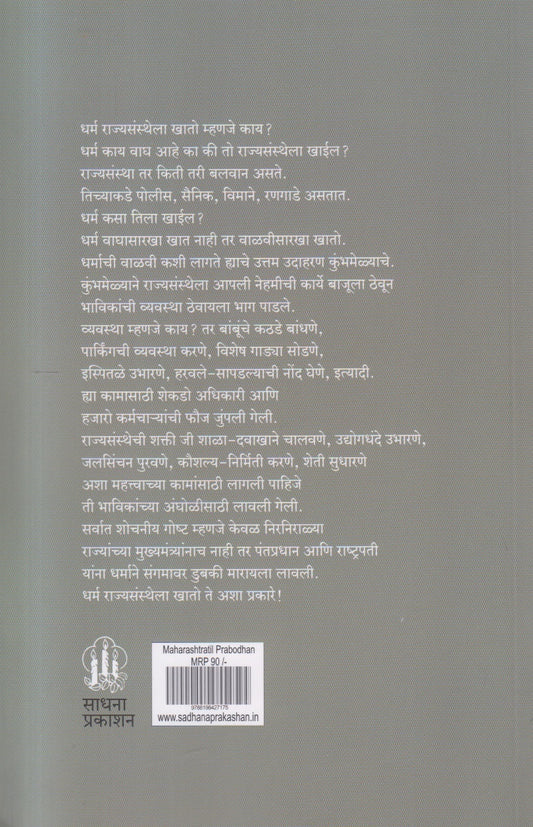 धर्म राज्यसंस्थेला खातो म्हणजे काय?
धर्म काय वाघ आहे का की तो राज्यसंस्थेला खाईल?
राज्यसंस्था तर किती तरी बलवान असते.
तिच्याकडे पोलीस, सैनिक, विमाने, रणगाडे असतात.
धर्म कसा तिला खाईल?
धर्म वाघासारखा खात नाही तर वाळवीसारखा खातो.
धर्माची वाळवी कशी लागते ह्याचे उत्तम उदाहरण कुंभमेळ्याचे.
कुंभमेळ्याने राज्यसंस्थेला आपली नेहमीची कार्ये बाजूला ठेवून
भाविकांची व्यवस्था ठेवायला भाग पाडले.
व्यवस्था म्हणजे काय? तर बांबूंचे कठडे बांधणे,
पार्किंगची व्यवस्था करणे, विशेष गाड्या सोडणे,
इस्पितळे उभारणे, हरवले-सापडल्याची नोंद घेणे, इत्यादी.
ह्या कामासाठी शेकडो अधिकारी आणि
हजारो कर्मचाऱ्यांची फौज जुंपली गेली.
राज्यसंस्थेची शक्ती जी शाळा-दवाखाने चालवणे, उद्योगधंदे उभारणे,
जलसिंचन पुरवणे, कौशल्य-निर्मिती करणे, शेती सुधारणे
अशा महत्त्वाच्या कामांसाठी लागली पाहिजे
ती भाविकांच्या अंघोळीसाठी लावली गेली.
सर्वात शोचनीय गोष्ट म्हणजे केवळ निरनिराळ्या
राज्यांच्या मुख्यमंत्र्यांनाच नाही तर पंतप्रधान आणि राष्ट्रपती
यांना धर्माने संगमावर डुबकी मारायला लावली.
धर्म राज्यसंस्थेला खातो ते अशा प्रकारे!
साधना
प्रकाशन
Maharashtratil Prabodhan
MRP 90 /-
9788196427175
www.sadhanaprakashan.in